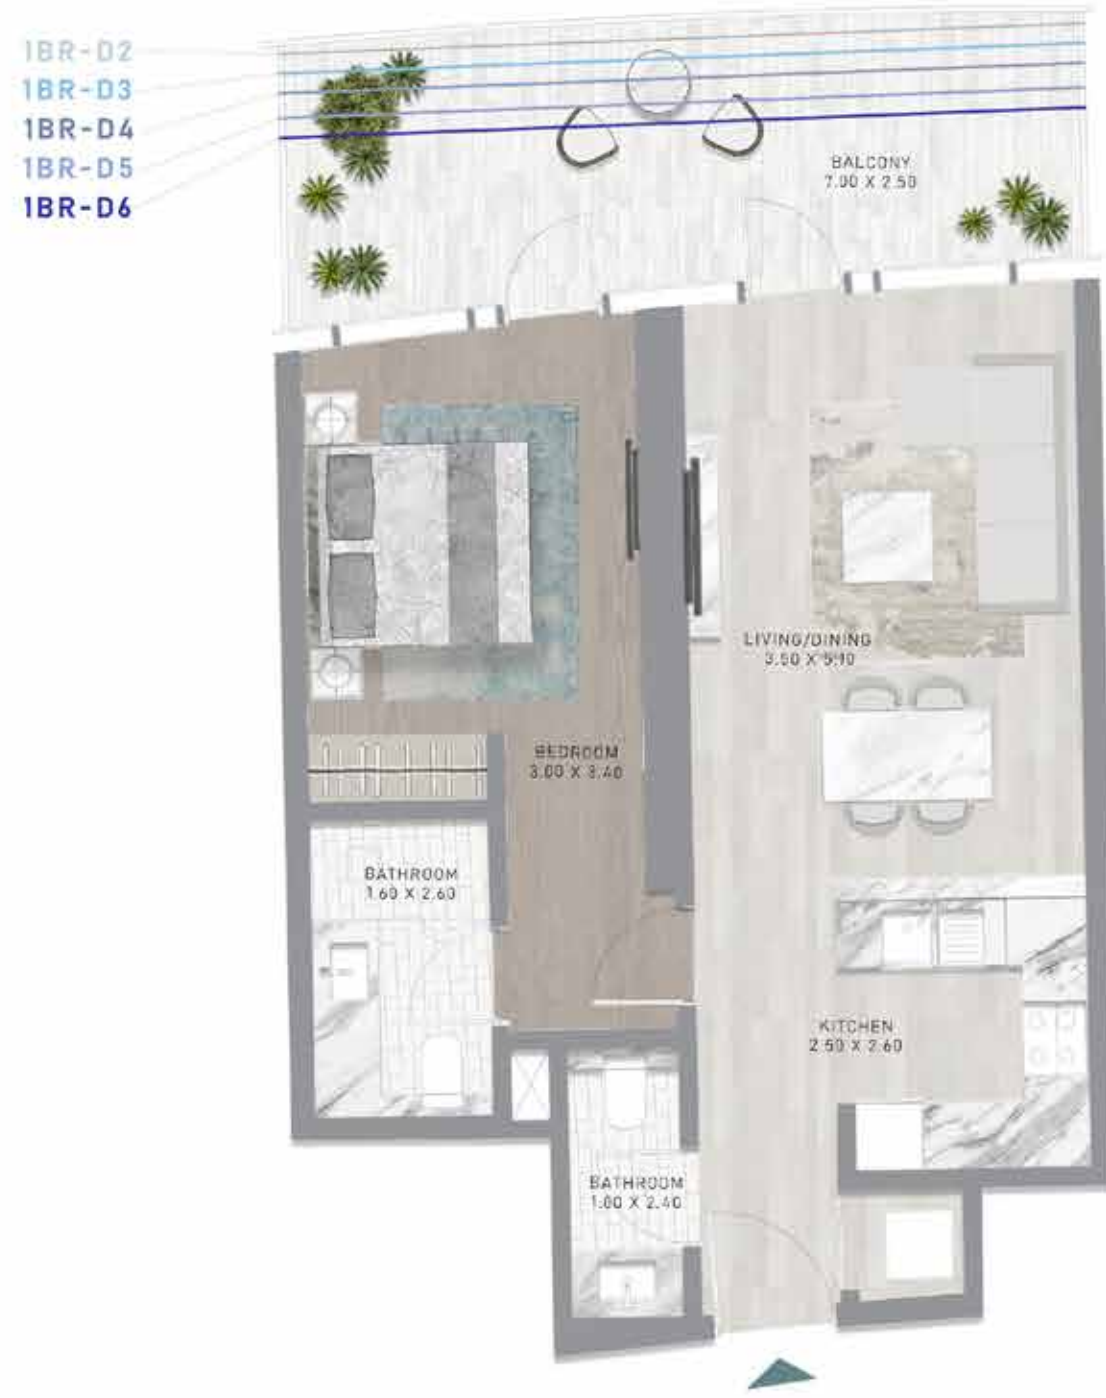 1BR-D2
1BR-D3
1BR-D4
1BR-D5
1BR-D6
BALCONY
7.00 X 2.50
LIVING/DINING
3.50 X 5.10
BEDROOM
3.00 X 3.40
BATHROOM
1.60 X 2.60
KITCHEN
2.50 X 2.60
BATHROOM
1.00 X 2.40